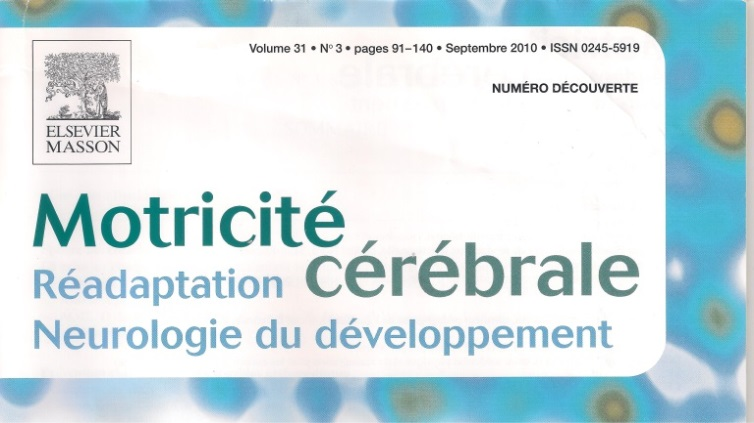 Volume 31 • N° 3 • pages 91–140 • Septembre 2010 • ISSN 0245-5919
NUMÉRO DÉCOUVERTE
ELSEVIER
MASSON
Motricité
cérébrale
Réadaptation
Neurologie du développement